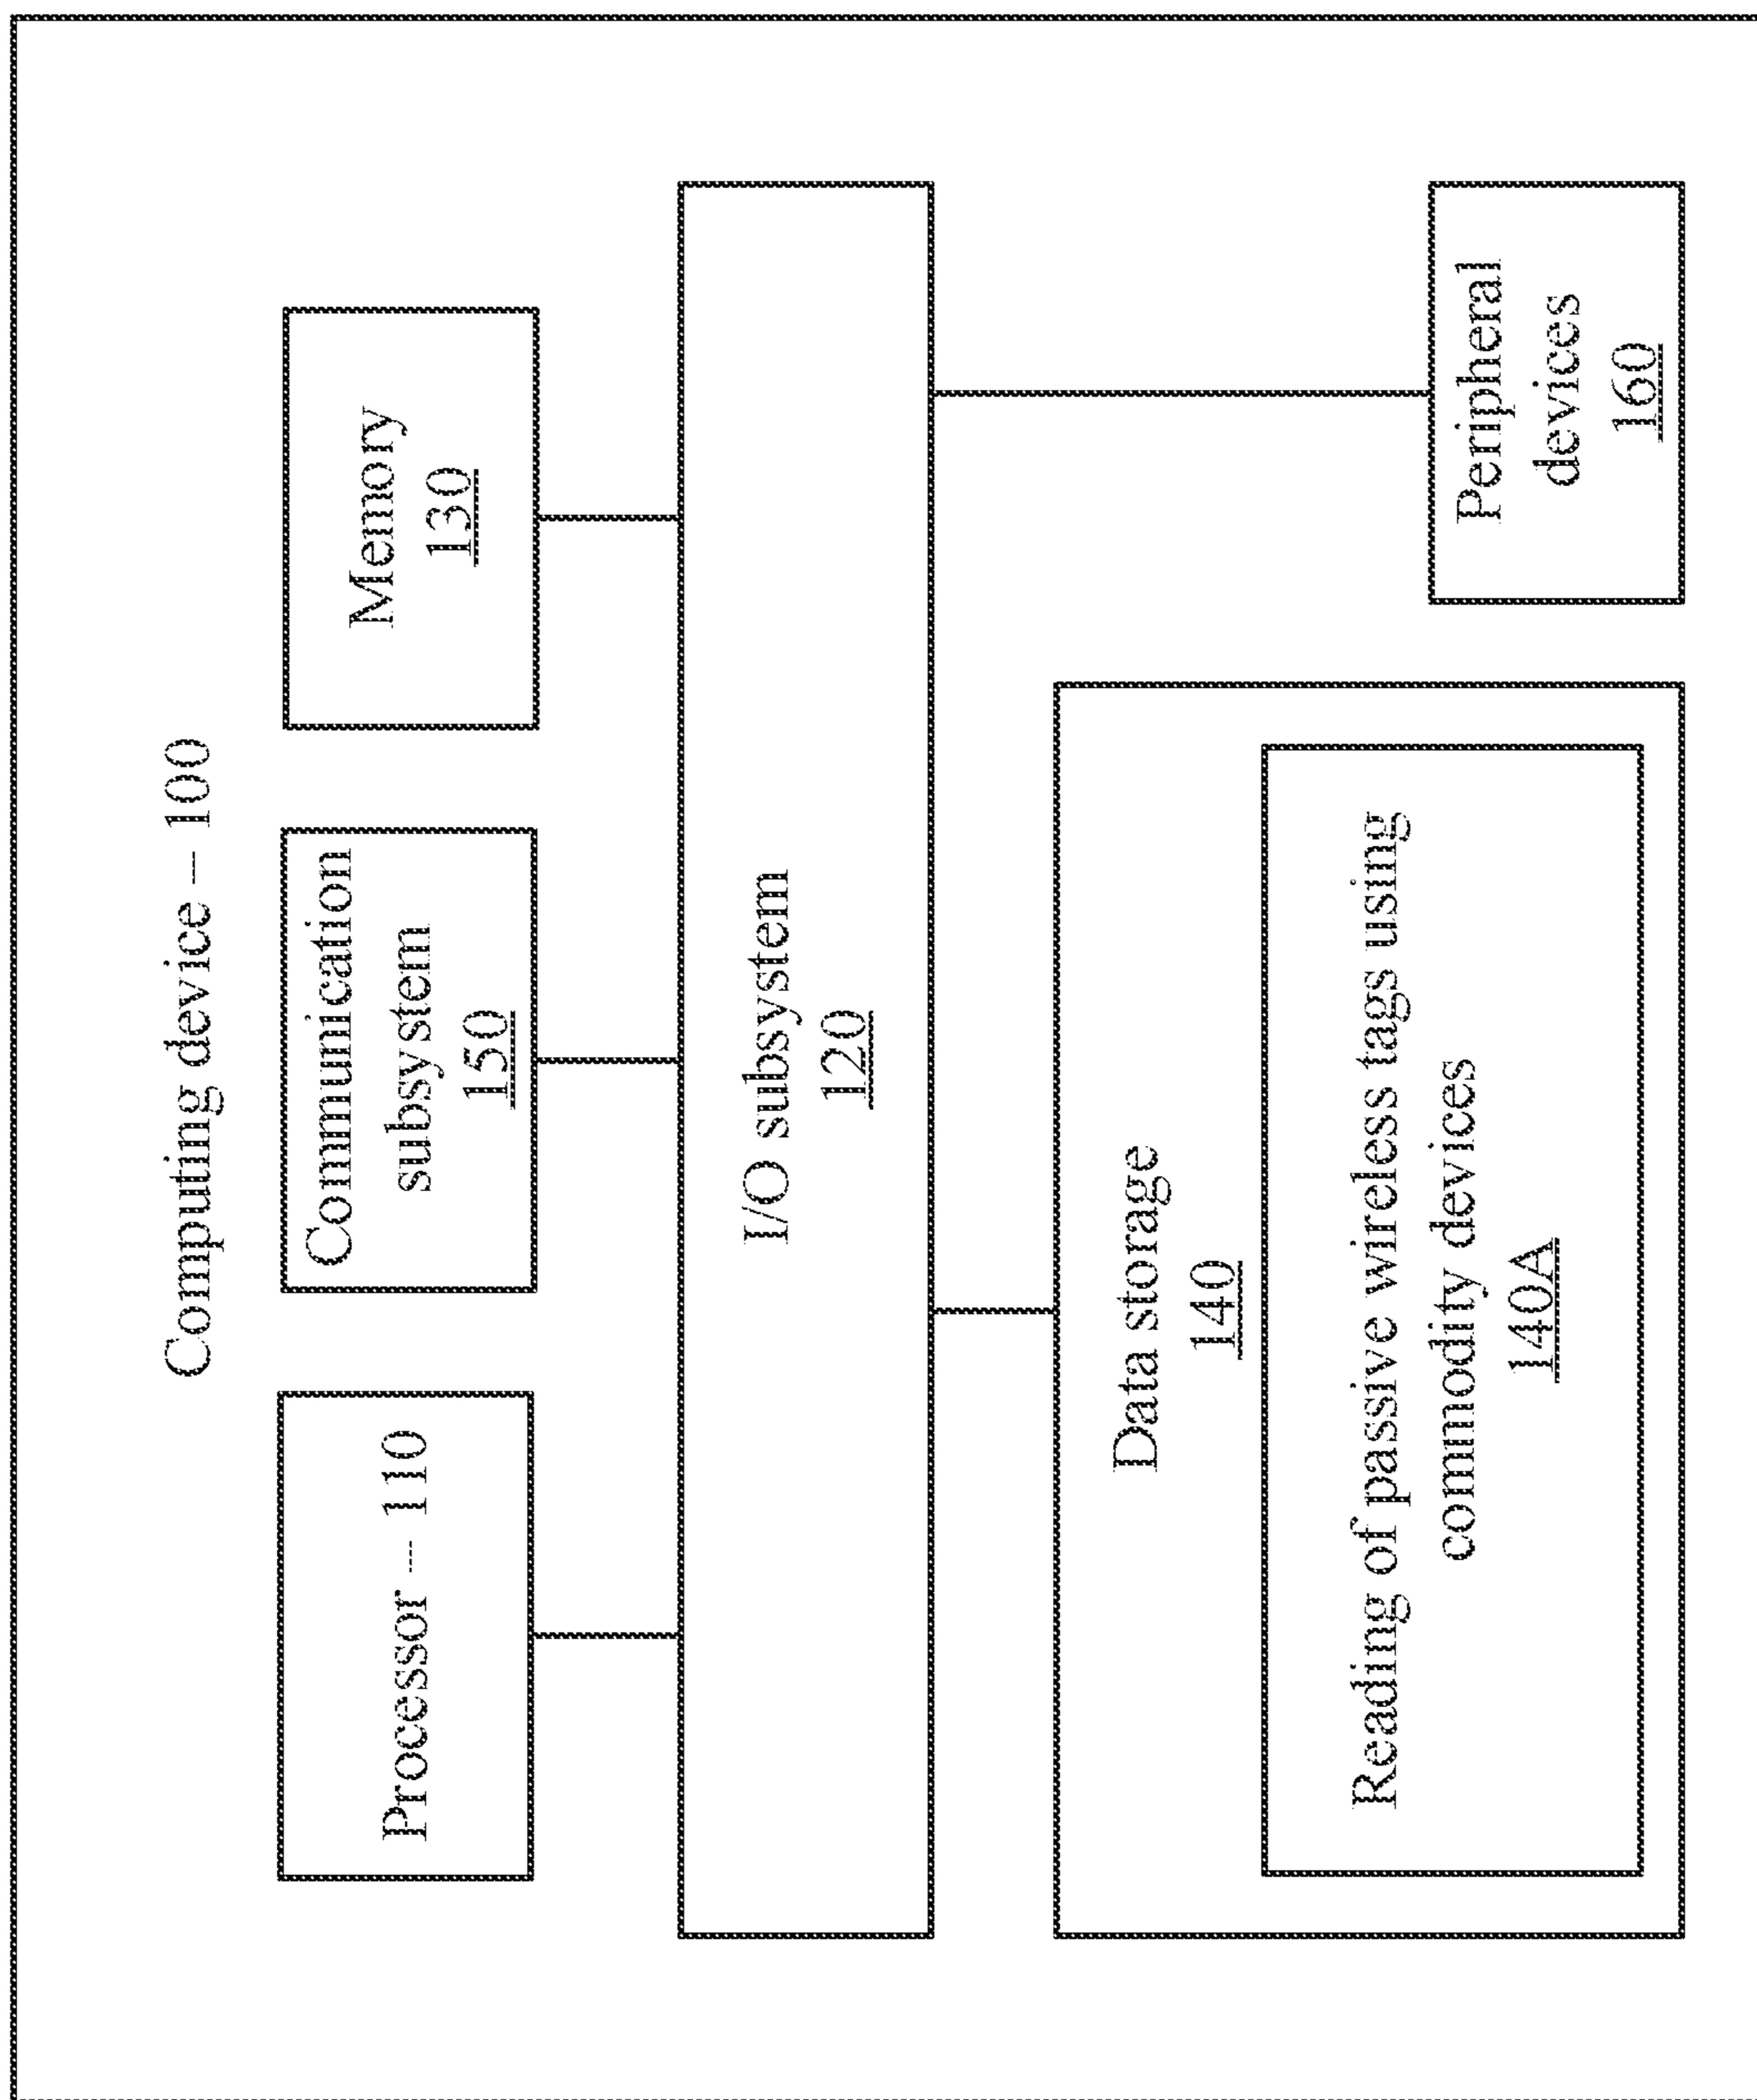 Computing device – 100
Processor – 110
Communication
subsystem
150
Memory
130
I/O subsystem
120
Data storage
140
Reading of passive wireless tags using
commodity devices
140A
Peripheral
devices
160